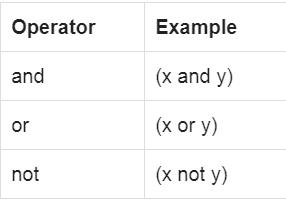 Operator Example
and (x and y)
or (x or y)
not (x not y)